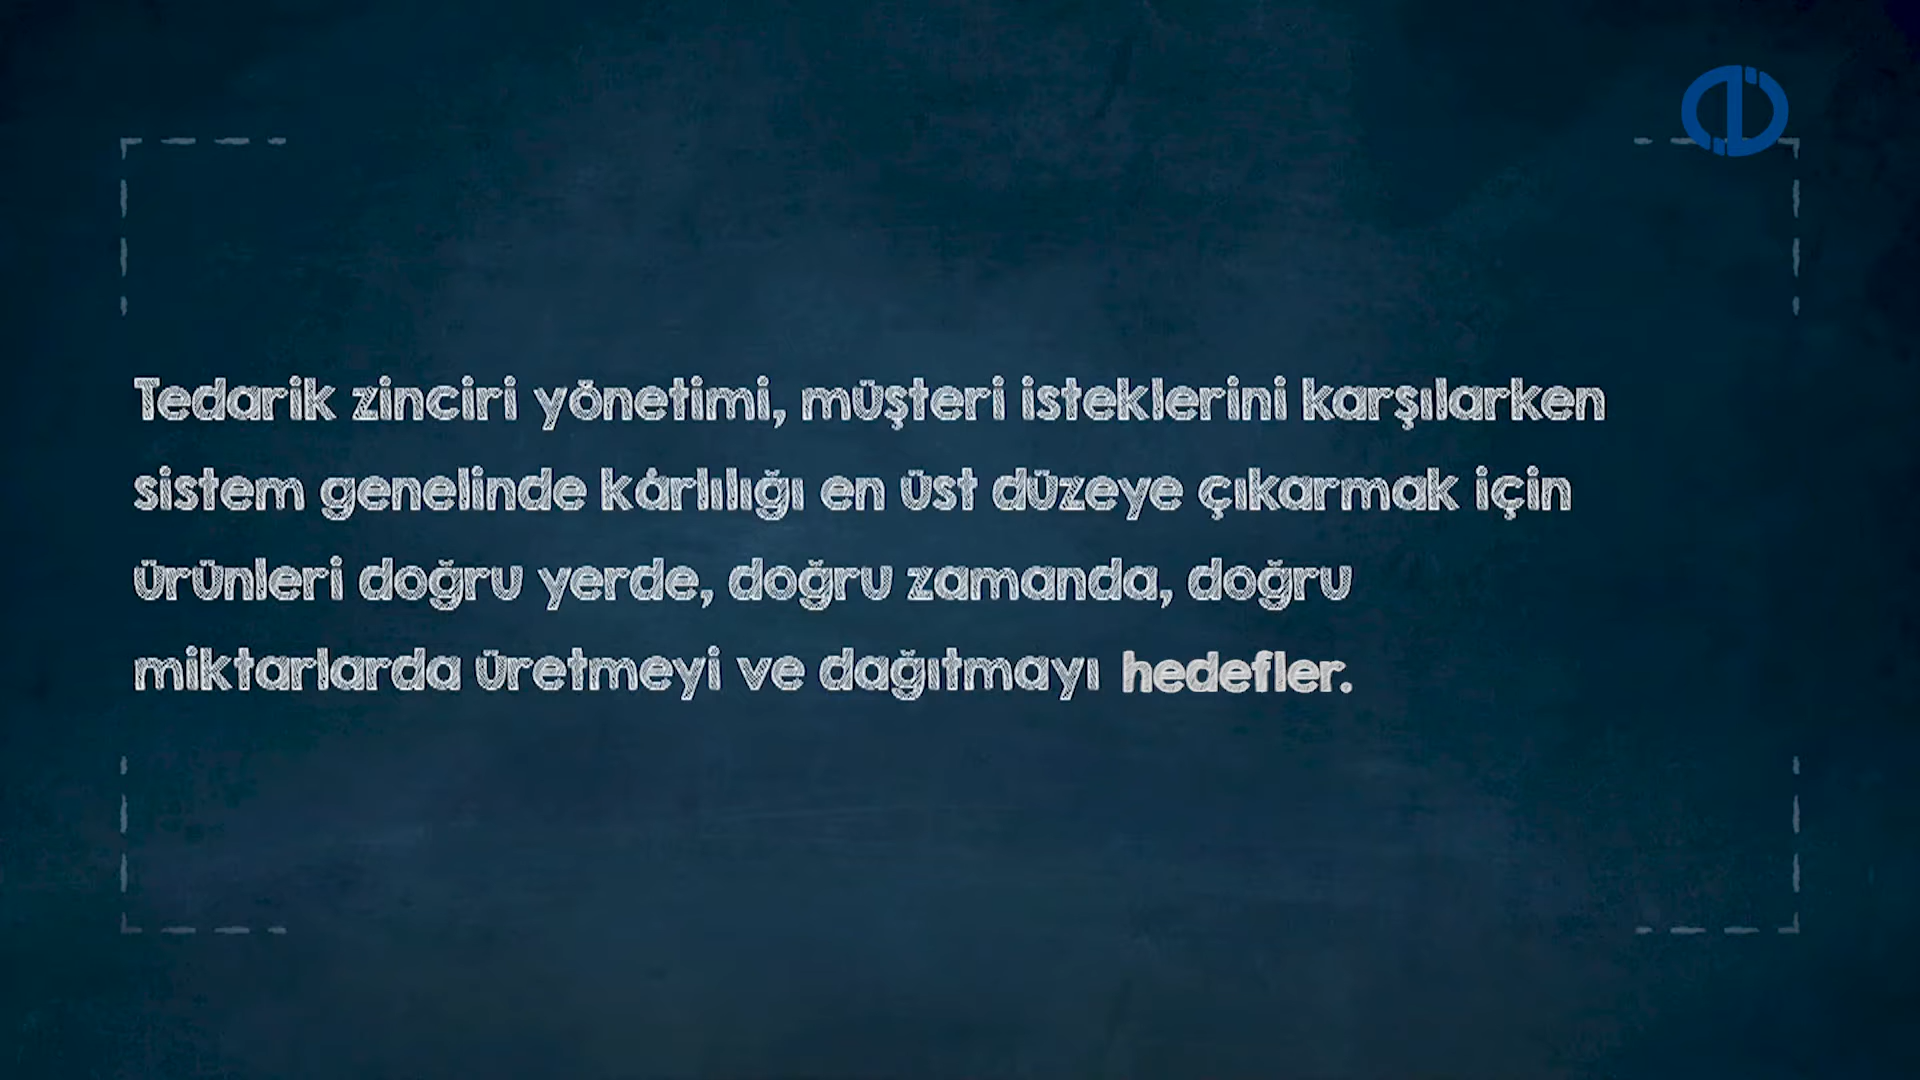 Tedarik zinciri yönetimi, müşteri isteklerini karşılarken
sistem genelinde kârlılığı en üst düzeye çıkarmak için
ürünleri doğru yerde, doğru zamanda, doğru
miktarlarda üretmeyi ve dağıtmayı hedefler.